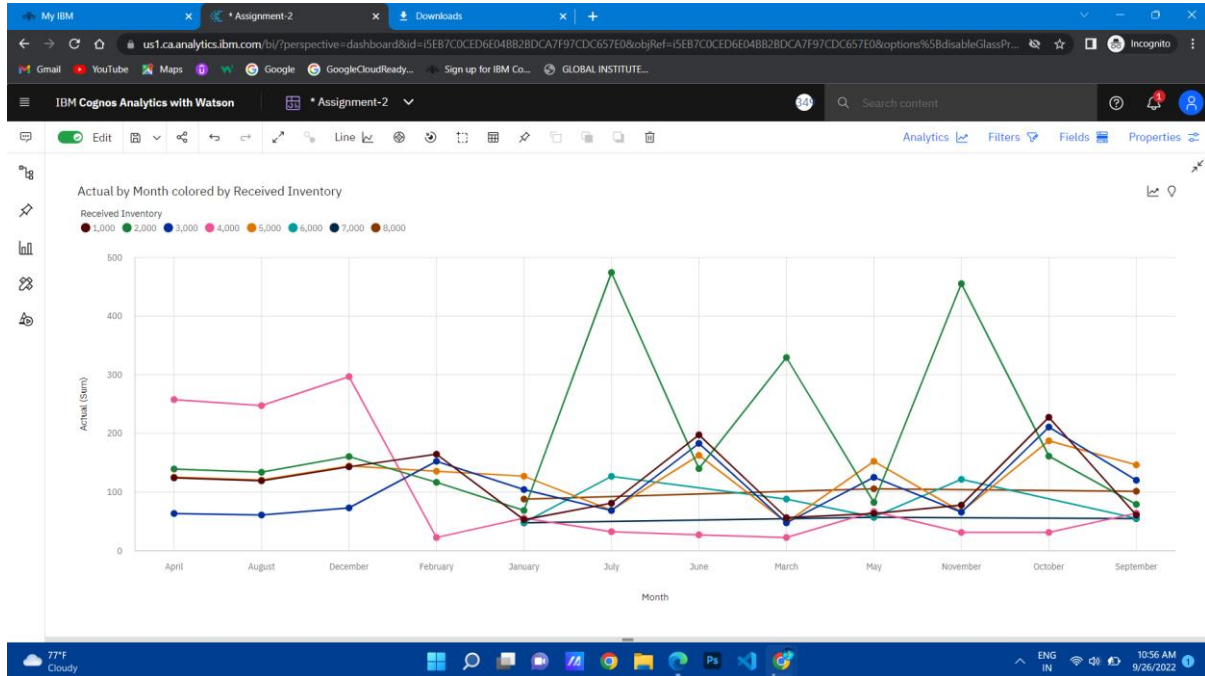 My IBM
* Assignment-2
Downloads
us1.ca.analytics.ibm.com/bi/?perspective=dashboard&id=i5EB7C0CED6E04BB2BDCA7F97CDC657E0&objRef=i5EB7C0CED6E04BB2BDCA7F97CDC657E0&options%5BdisableGlassPr...
Incognito
Gmail YouTube Maps Google GoogleCloudReady... Sign up for IBM Co... GLOBAL INSTITUTE...
IBM Cognos Analytics with Watson
* Assignment-2
349
Search content
1
Edit
Line
Analytics Filters Fields Properties
Actual by Month colored by Received Inventory
Received Inventory
1,000 2,000 3,000 4,000 5,000 6,000 7,000 8,000
500
400
300
200
100
0
Actual (Sum)
April August December February January July June March May November October September
Month
77°F
Cloudy
Ps
ENG
IN
10:56 AM
9/26/2022
1